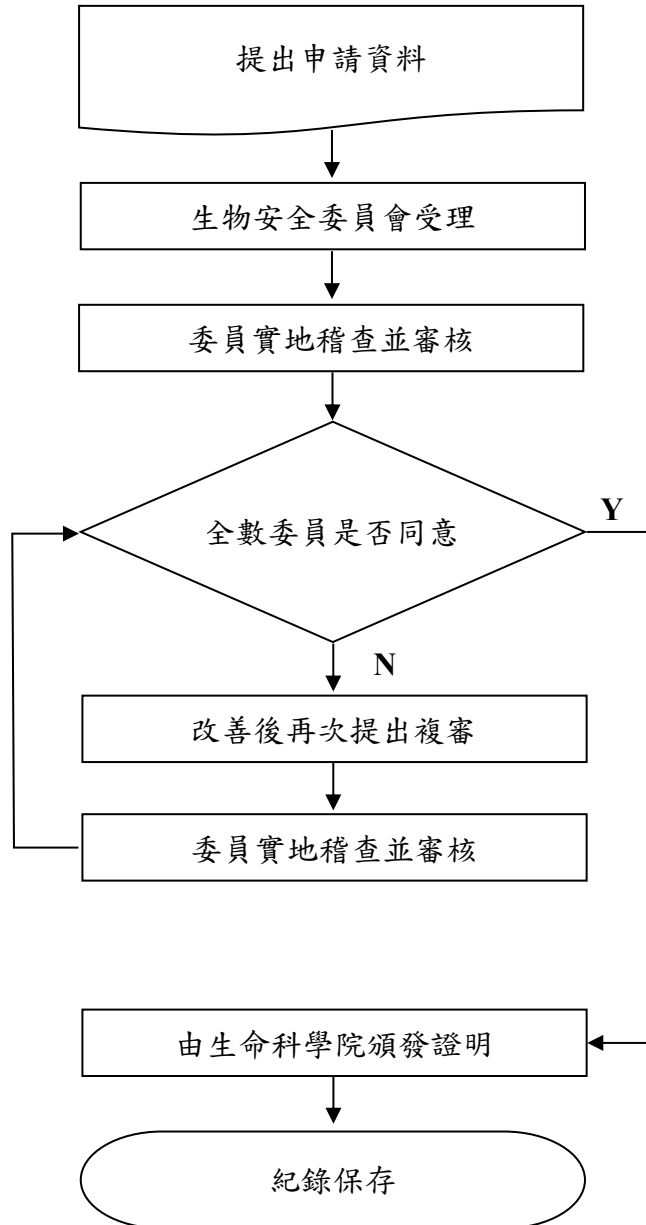 提出申請資料
生物安全委員會受理
委員實地稽查並審核
全數委員是否同意
Y
N
改善後再次提出複審
委員實地稽查並審核
由生命科學院頒發證明
紀錄保存